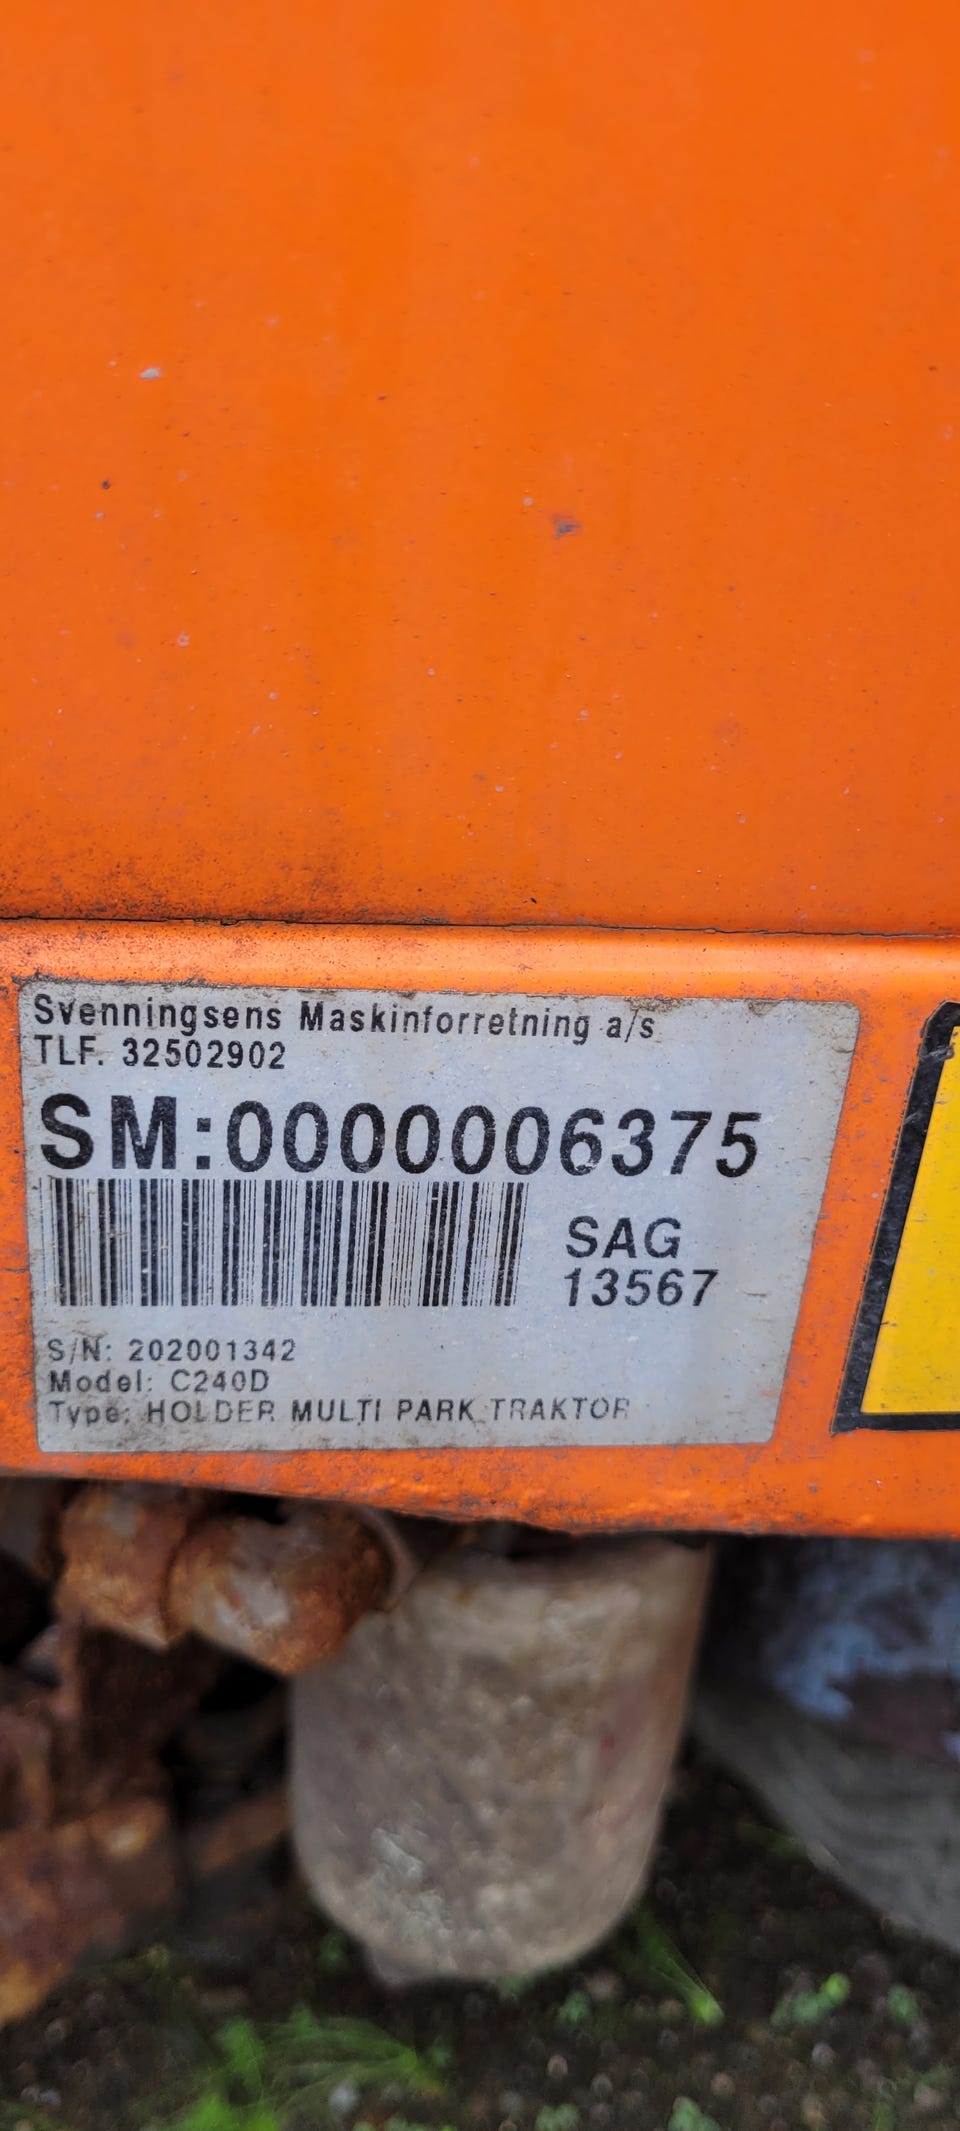 Svenningsens Maskinforretning a/s
TLF. 32502902
SM:0000006375
SAG
13567
S/N: 202001342
Model: C240D
Type: HOLDER MULTI PARK TRAKTOR